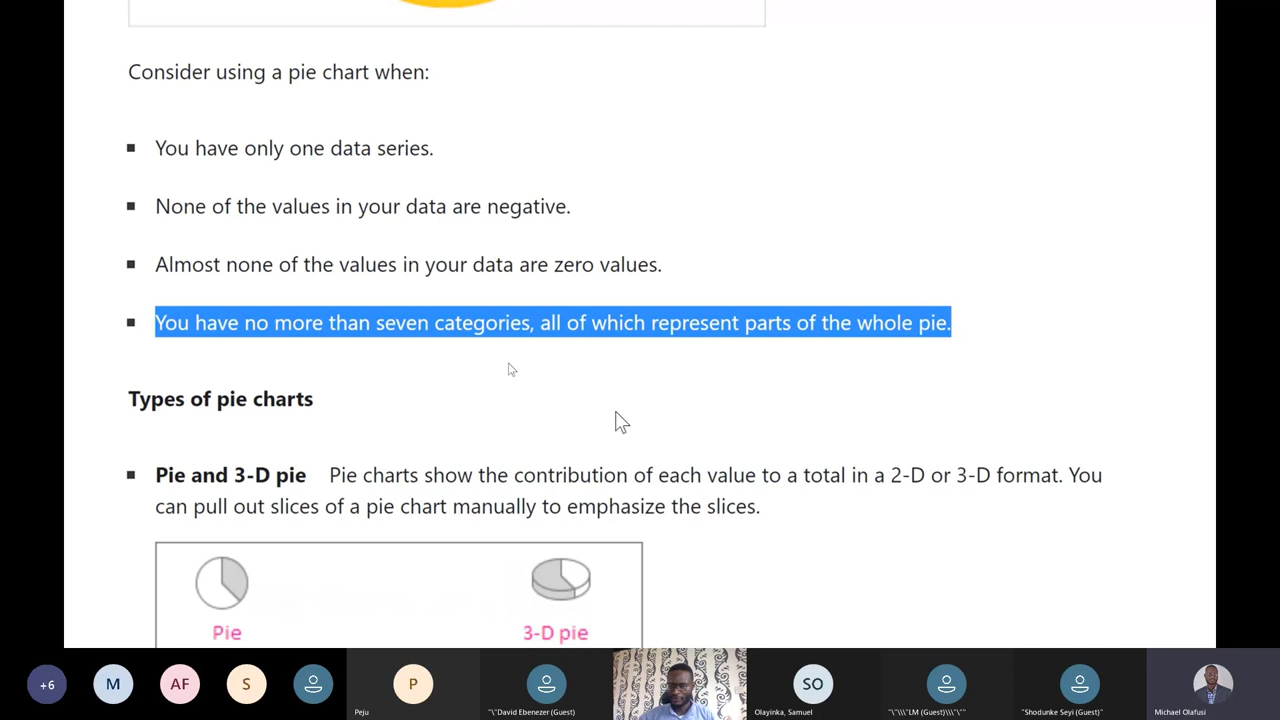 Consider using a pie chart when:
You have only one data series.
None of the values in your data are negative.
Almost none of the values in your data are zero values.
You have no more than seven categories, all of which represent parts of the whole pie.
Types of pie charts
Pie and 3-D pie Pie charts show the contribution of each value to a total in a 2-D or 3-D format. You
can pull out slices of a pie chart manually to emphasize the slices.
Pie 3-D pie
+6 M AF S P SO
Peju "\"David Ebenezer (Guest) Olayinka, Samuel "\"\\\"LM (Guest)\\\"\"" "Shodunke Seyi (Guest)" Michael Olafusi